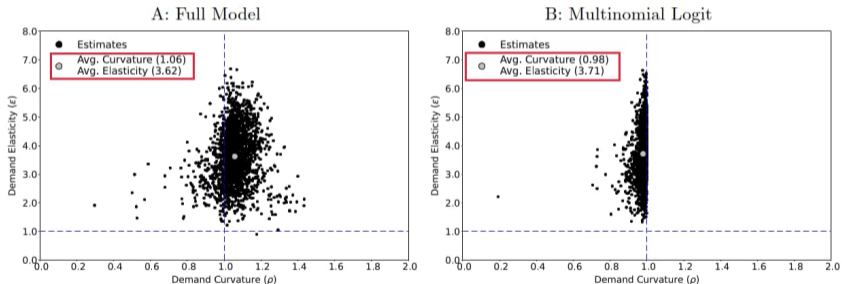 A: Full Model
8.0
7.0
6.0
5.0
4.0
3.0
2.0
1.0
0.0
Demand Elasticity (ε)
Estimates
Avg. Curvature (1.06)
Avg. Elasticity (3.62)
0.0 0.2 0.4 0.6 0.8 1.0 1.2 1.4 1.6 1.8 2.0
Demand Curvature (ρ)
B: Multinomial Logit
8.0
7.0
6.0
5.0
4.0
3.0
2.0
1.0
0.0
Demand Elasticity (ε)
Estimates
Avg. Curvature (0.98)
Avg. Elasticity (3.71)
0.0 0.2 0.4 0.6 0.8 1.0 1.2 1.4 1.6 1.8 2.0
Demand Curvature (ρ)